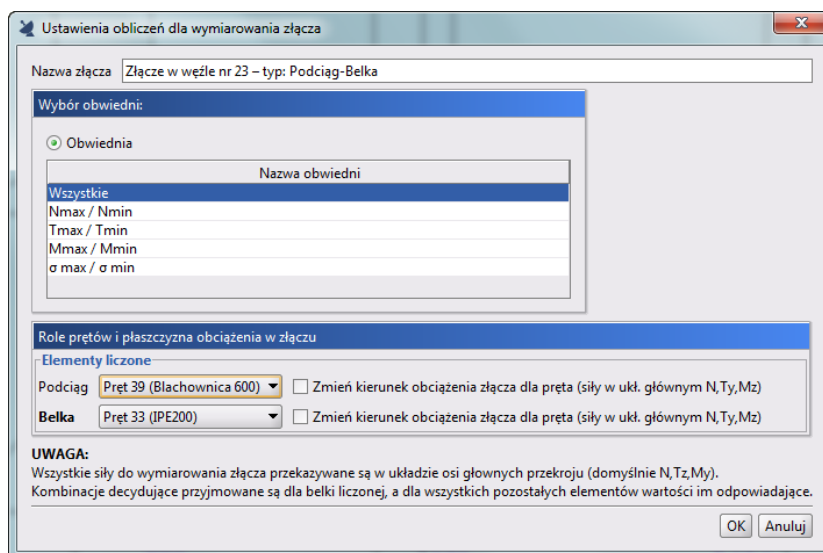 Ustawienia obliczeń dla wymiarowania złącza
Nazwa złącza Złącze w węźle nr 23 – typ: Podciąg-Belka
Wybór obwiedni:
Obwiednia
Nazwa obwiedni
Wszystkie
Nmax / Nmin
Tmax / Tmin
Mmax / Mmin
σ max / σ min
Role prętów i płaszczyzna obciążenia w złączu
Elementy liczone
Podciąg Pręt 39 (Blachownica 600) Zmień kierunek obciążenia złącza dla pręta (siły w ukł. głównym N,Ty,Mz)
Belka Pręt 33 (IPE200) Zmień kierunek obciążenia złącza dla pręta (siły w ukł. głównym N,Ty,Mz)
UWAGA:
Wszystkie siły do wymiarowania złącza przekazywane są w układzie osi głownych przekroju (domyślnie N,Tz,My).
Kombinacje decydujące przyjmowane są dla belki liczonej, a dla wszystkich pozostałych elementów wartości im odpowiadające.
OK Anuluj